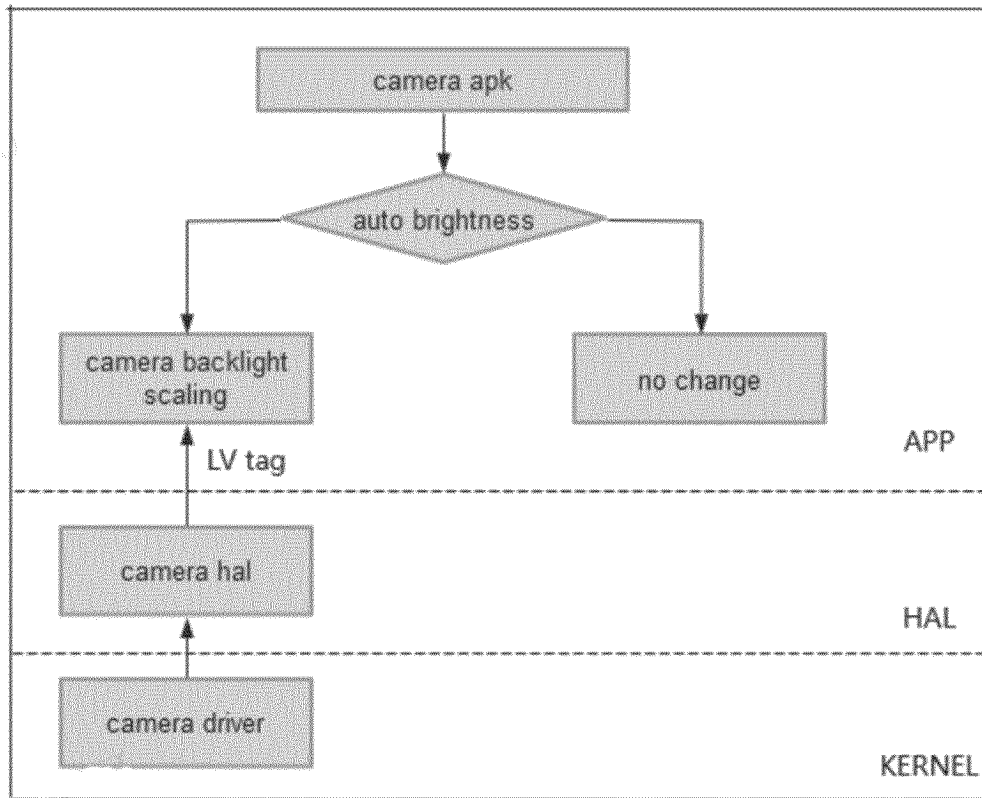 camera apk
auto brightness
camera backlight
scaling
no change
APP
LV tag
camera hal
HAL
camera driver
KERNEL